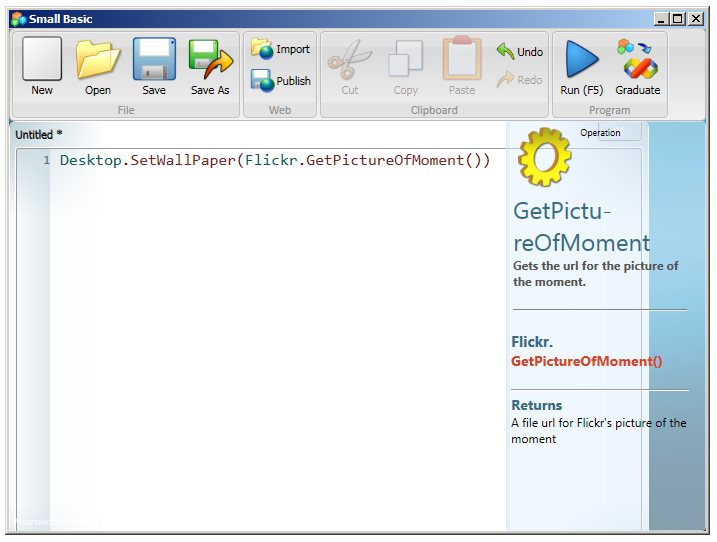 Small Basic
New
Open
Save
Save As
File
Import
Publish
Web
Cut
Copy
Paste
Undo
Redo
Clipboard
Run (F5)
Graduate
Program
Untitled *
Operation
1 Desktop.SetWallPaper(Flickr.GetPictureOfMoment())
GetPictu-
reOfMoment
Gets the url for the picture of
the moment.
Flickr.
GetPictureOfMoment()
Returns
A file url for Flickr's picture of the
moment